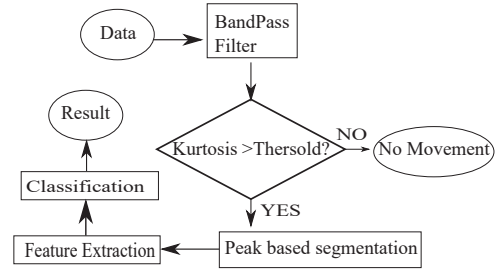 Data
BandPass
Filter
Result
Kurtosis >Thersold?
NO
No Movement
Classification
YES
Feature Extraction
Peak based segmentation